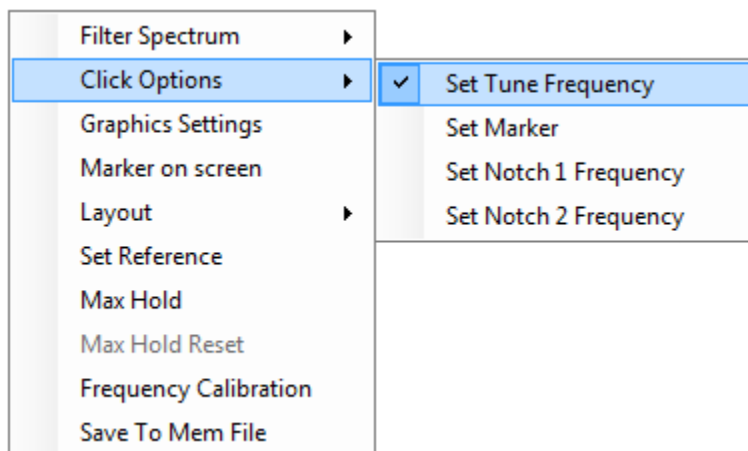 Filter Spectrum
Click Options
Graphics Settings
Marker on screen
Layout
Set Reference
Max Hold
Max Hold Reset
Frequency Calibration
Save To Mem File
Set Tune Frequency
Set Marker
Set Notch 1 Frequency
Set Notch 2 Frequency